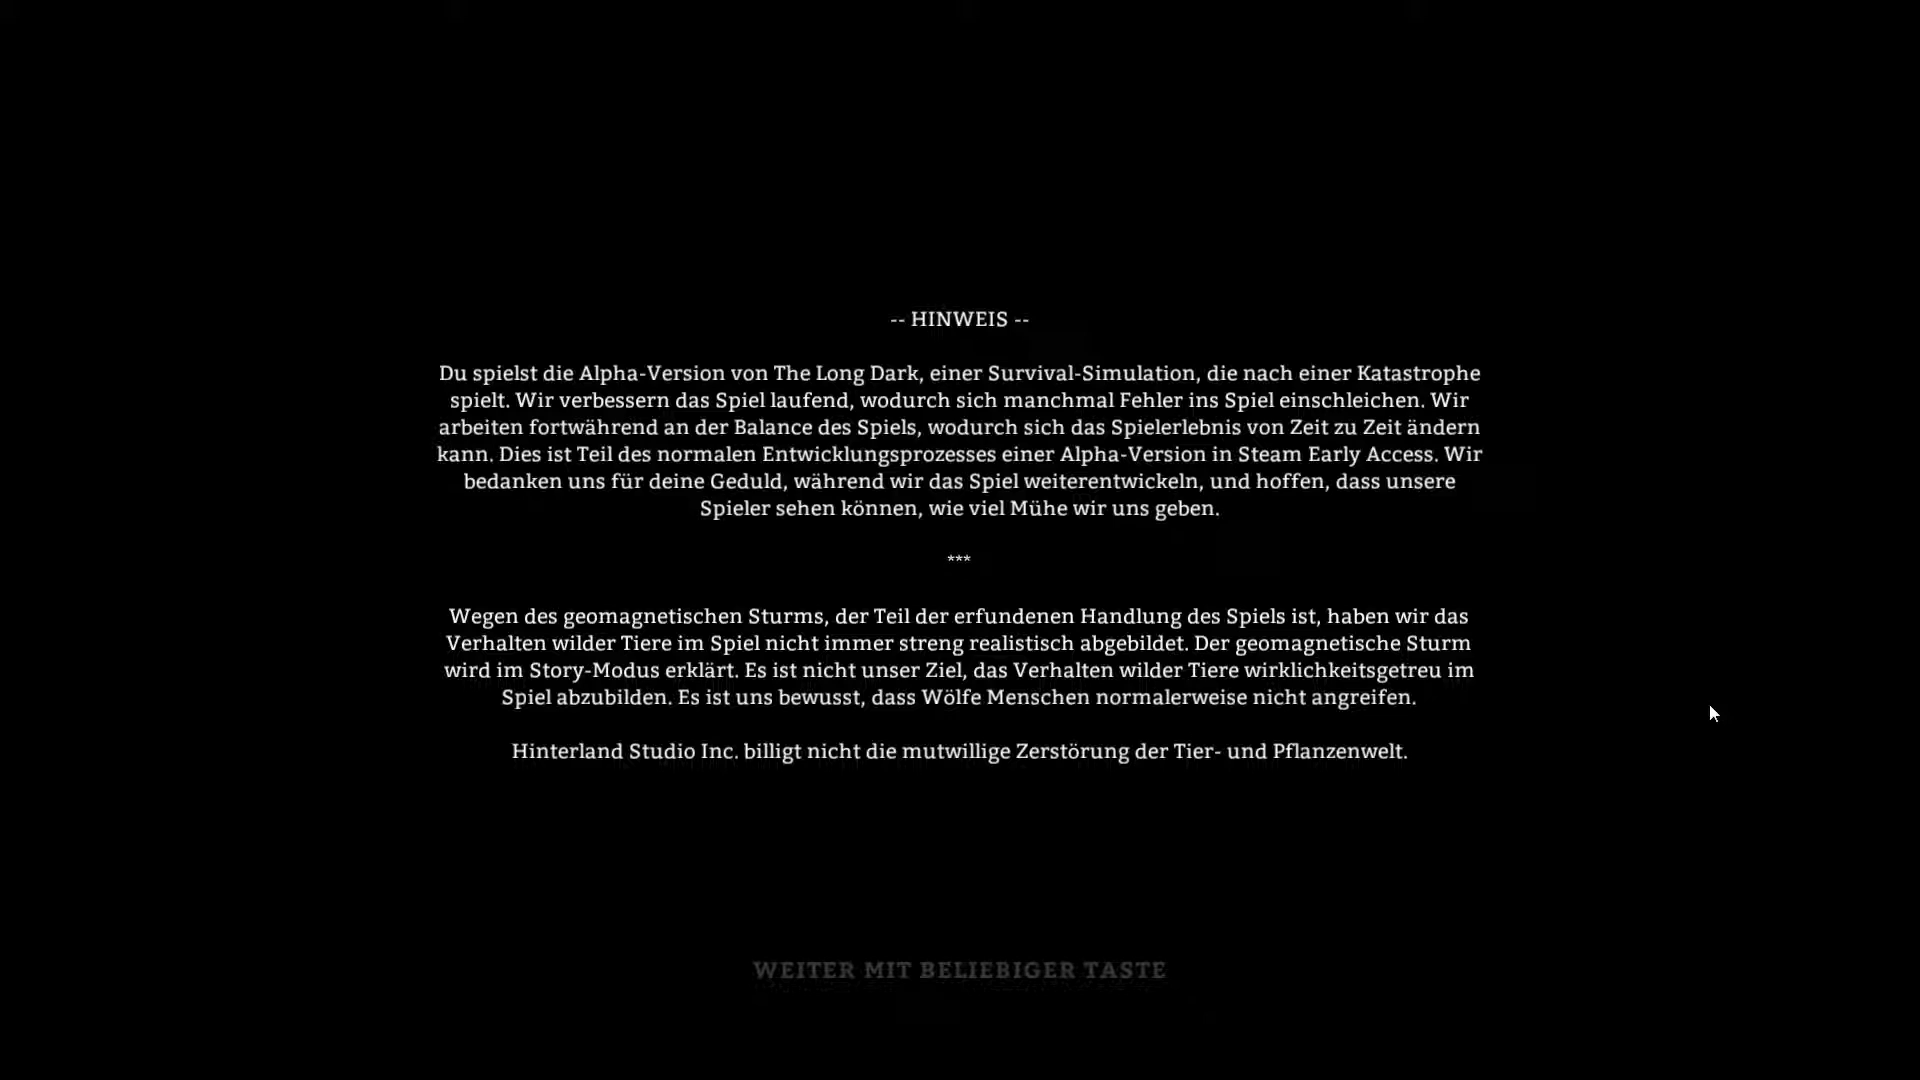 -- HINWEIS --
Du spielst die Alpha-Version von The Long Dark, einer Survival-Simulation, die nach einer Katastrophe
spielt. Wir verbessern das Spiel laufend, wodurch sich manchmal Fehler ins Spiel einschleichen. Wir
arbeiten fortwährend an der Balance des Spiels, wodurch sich das Spielerlebnis von Zeit zu Zeit ändern
kann. Dies ist Teil des normalen Entwicklungsprozesses einer Alpha-Version in Steam Early Access. Wir
bedanken uns für deine Geduld, während wir das Spiel weiterentwickeln, und hoffen, dass unsere
Spieler sehen können, wie viel Mühe wir uns geben.
***
Wegen des geomagnetischen Sturms, der Teil der erfundenen Handlung des Spiels ist, haben wir das
Verhalten wilder Tiere im Spiel nicht immer streng realistisch abgebildet. Der geomagnetische Sturm
wird im Story-Modus erklärt. Es ist nicht unser Ziel, das Verhalten wilder Tiere wirklichkeitsgetreu im
Spiel abzubilden. Es ist uns bewusst, dass Wölfe Menschen normalerweise nicht angreifen.
Hinterland Studio Inc. billigt nicht die mutwillige Zerstörung der Tier- und Pflanzenwelt.
WEITER MIT BELIEBIGER TASTE